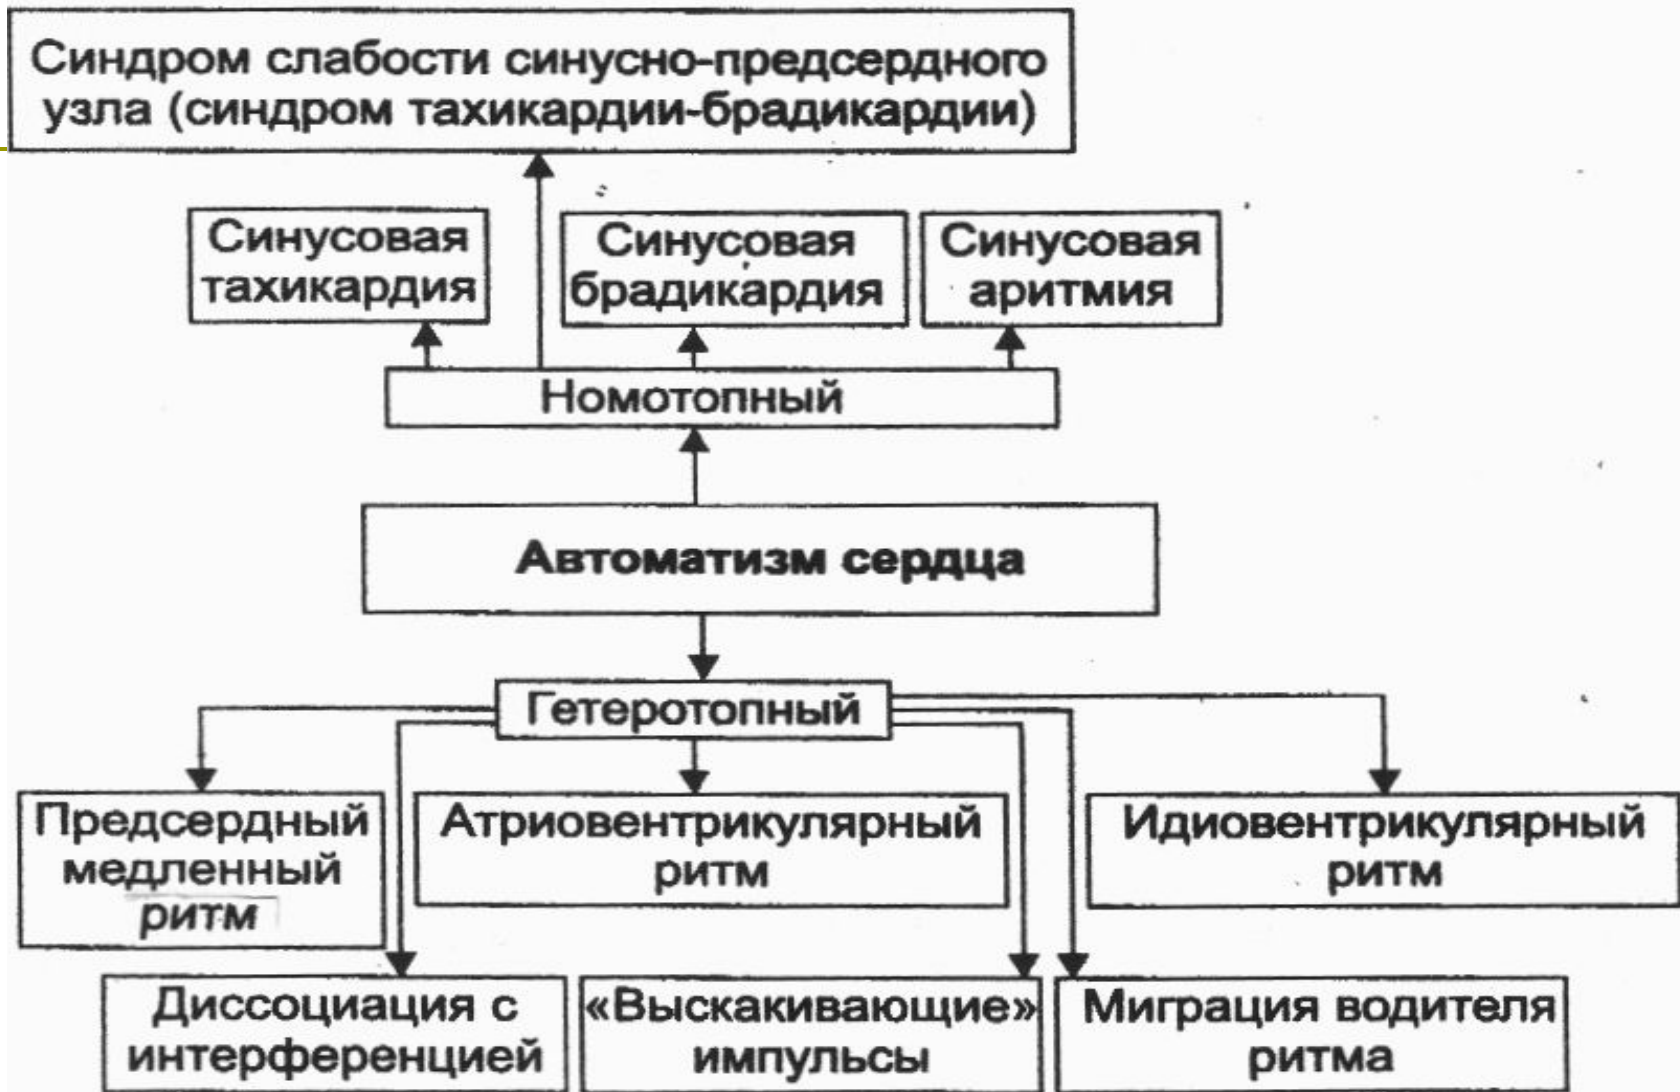 Синдром слабости синусно-предсердного
узла (синдром тахикардии-брадикардии)
Синусовая
тахикардия
Синусовая
брадикардия
Синусовая
аритмия
Номотопный
Автоматизм сердца
Гетеротопный
Предсердный
медленный
ритм
Атриовентрикулярный
ритм
Идиовентрикулярный
ритм
Диссоциация с
интерференцией
«Выскакивающие»
импульсы
Миграция водителя
ритма